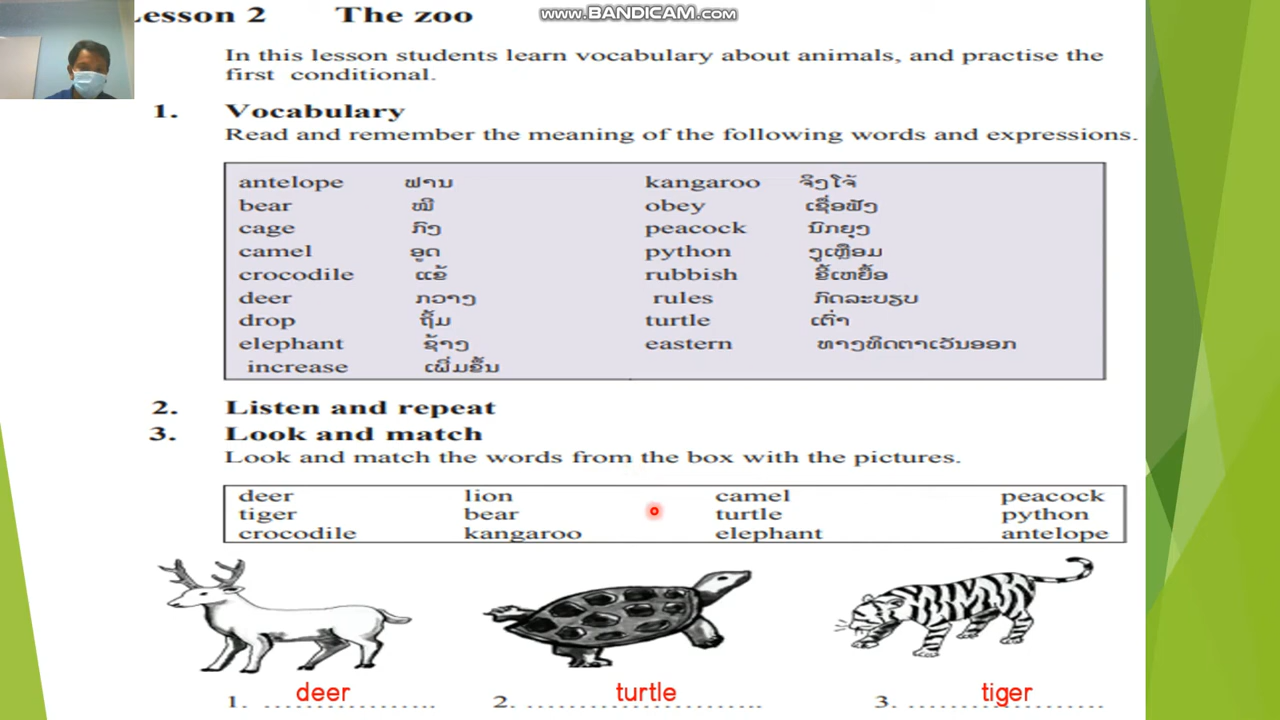 esson 2 The zoo
www.BANDICAM.com
In this lesson students learn vocabulary about animals, and practise the
first conditional.
1. Vocabulary
Read and remember the meaning of the following words and expressions.
antelope ຟານ kangaroo ຈິງໂຈ້
bear ໝີ obey ເຊື່ອຟັງ
cage ກົງ peacock ນົກຍຸງ
camel ອູດ python ງູເຫຼືອມ
crocodile ແຂ້ rubbish ຂີ້ເຫຍື້ອ
deer ກວາງ rules ກົດລະບຽບ
drop ຖິ້ມ turtle ເຕົ່າ
elephant ຊ້າງ eastern ທາງທິດຕາເວັນອອກ
increase ເພີ່ມຂຶ້ນ
2. Listen and repeat
3. Look and match
Look and match the words from the box with the pictures.
deer lion camel peacock
tiger bear turtle python
crocodile kangaroo elephant antelope
1. deer 2. turtle 3. tiger